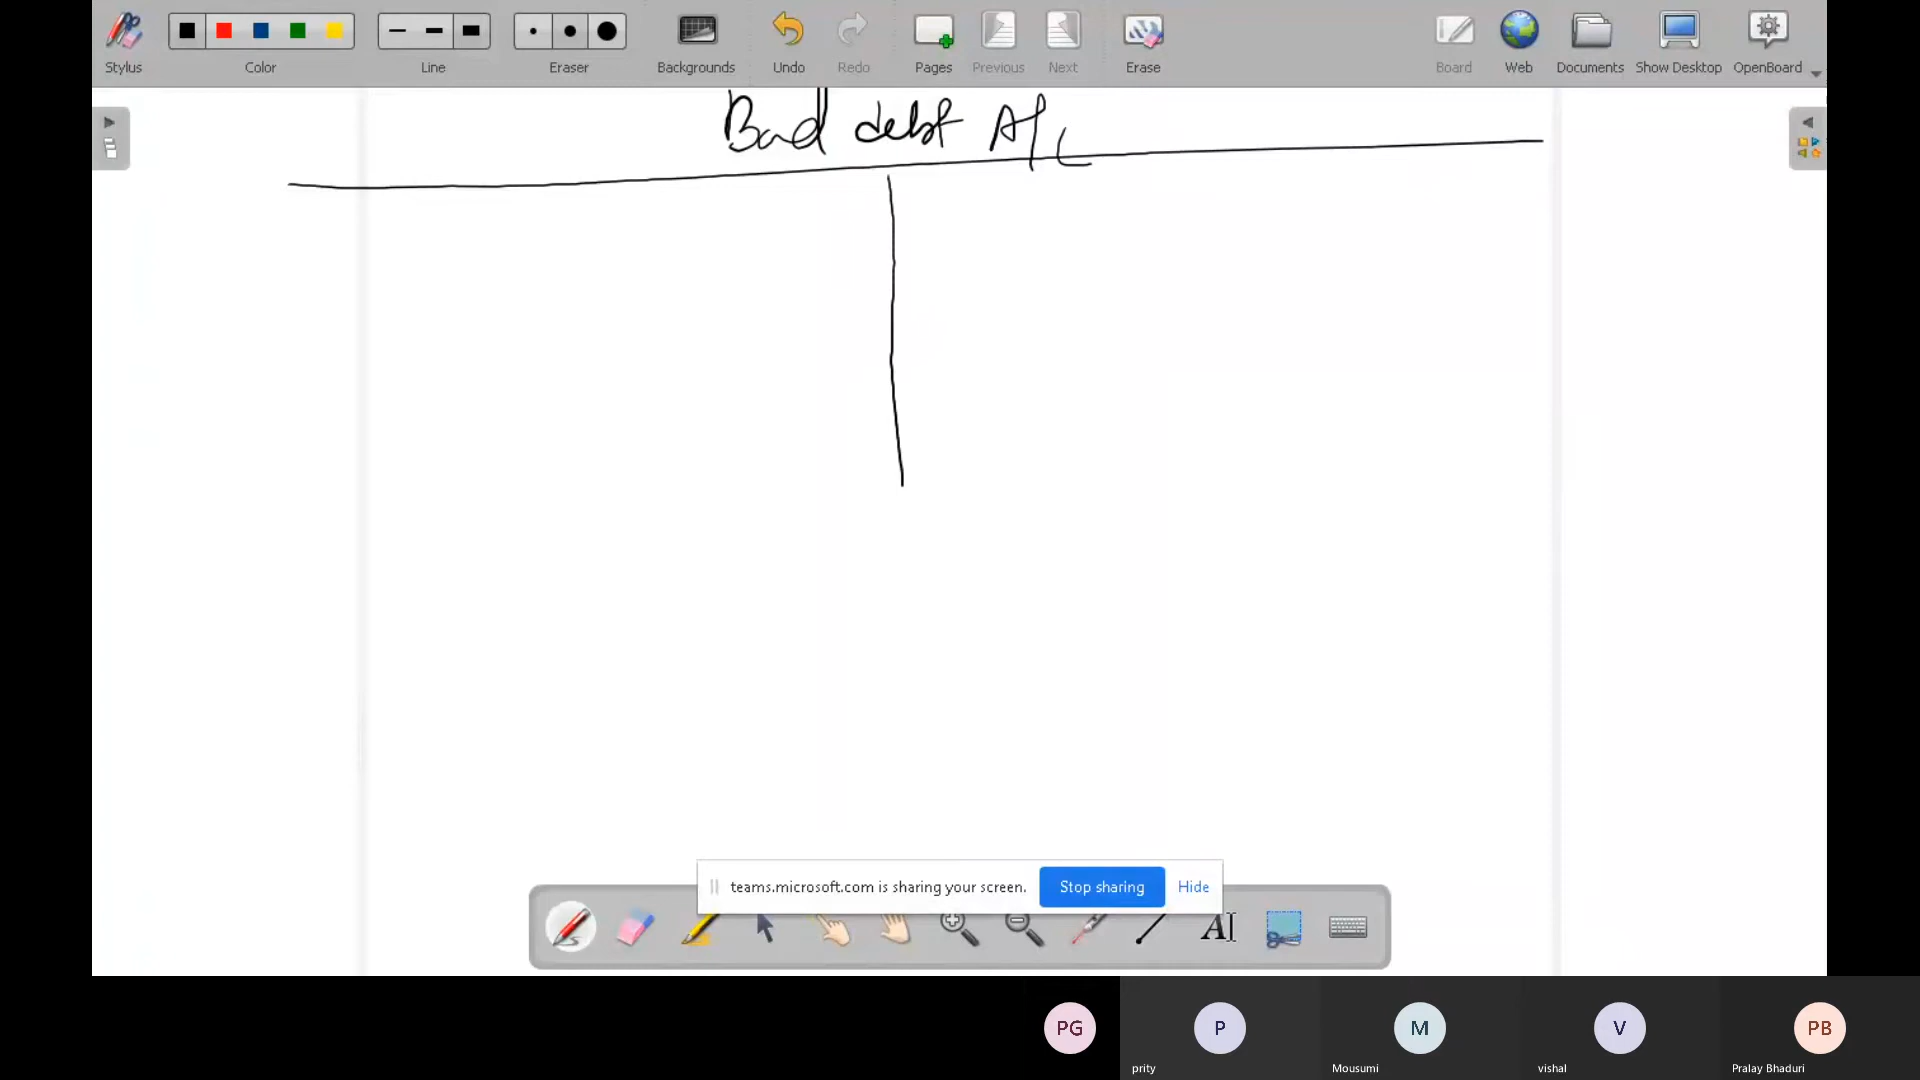 Stylus Color Line Eraser Backgrounds Undo Redo Pages Previous Next Erase Board Web Documents Show Desktop OpenBoard
Bad debt A/c
teams.microsoft.com is sharing your screen. Stop sharing Hide
AI
PG P M V PB
prity Mousumi vishal Pralay Bhaduri